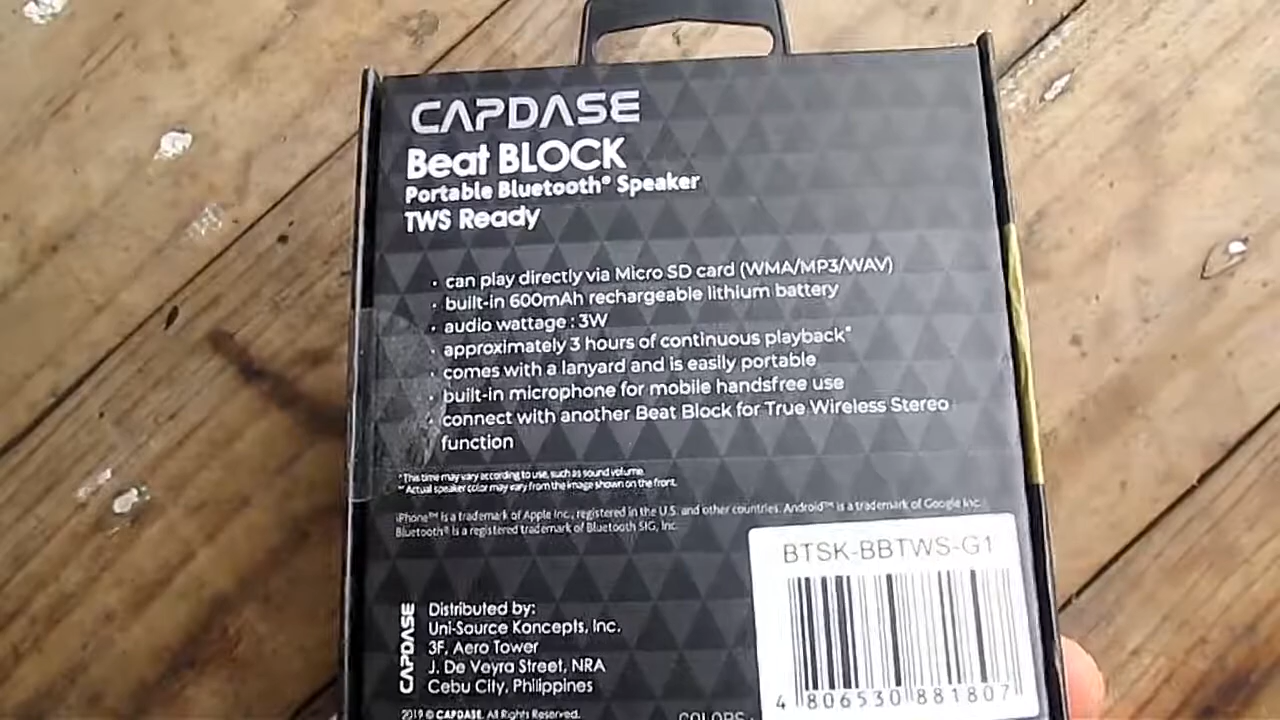 CAPDASE
Beat BLOCK
Portable Bluetooth® Speaker
TWS Ready
• can play directly via Micro SD card (WMA/MP3/WAV)
• built-in 600mAh rechargeable lithium battery
• audio wattage : 3W
• approximately 3 hours of continuous playback*
• comes with a lanyard and is easily portable
• built-in microphone for mobile handsfree use
• connect with another Beat Block for True Wireless Stereo
function
*This time may vary according to use, such as sound volume.
**Actual speaker color may vary from the image shown on the front.
iPhone™ is a trademark of Apple Inc., registered in the U.S. and other countries. Android™ is a trademark of Google Inc.
Bluetooth® is a registered trademark of Bluetooth SIG, Inc.
BTSK-BBTWS-G1
4 806530 881807
CAPDASE
Distributed by:
Uni-Source Koncepts, Inc.
3F, Aero Tower
J. De Veyra Street, NRA
Cebu City, Philippines
2019 © CAPDASE. All Rights Reserved.
COLORS :